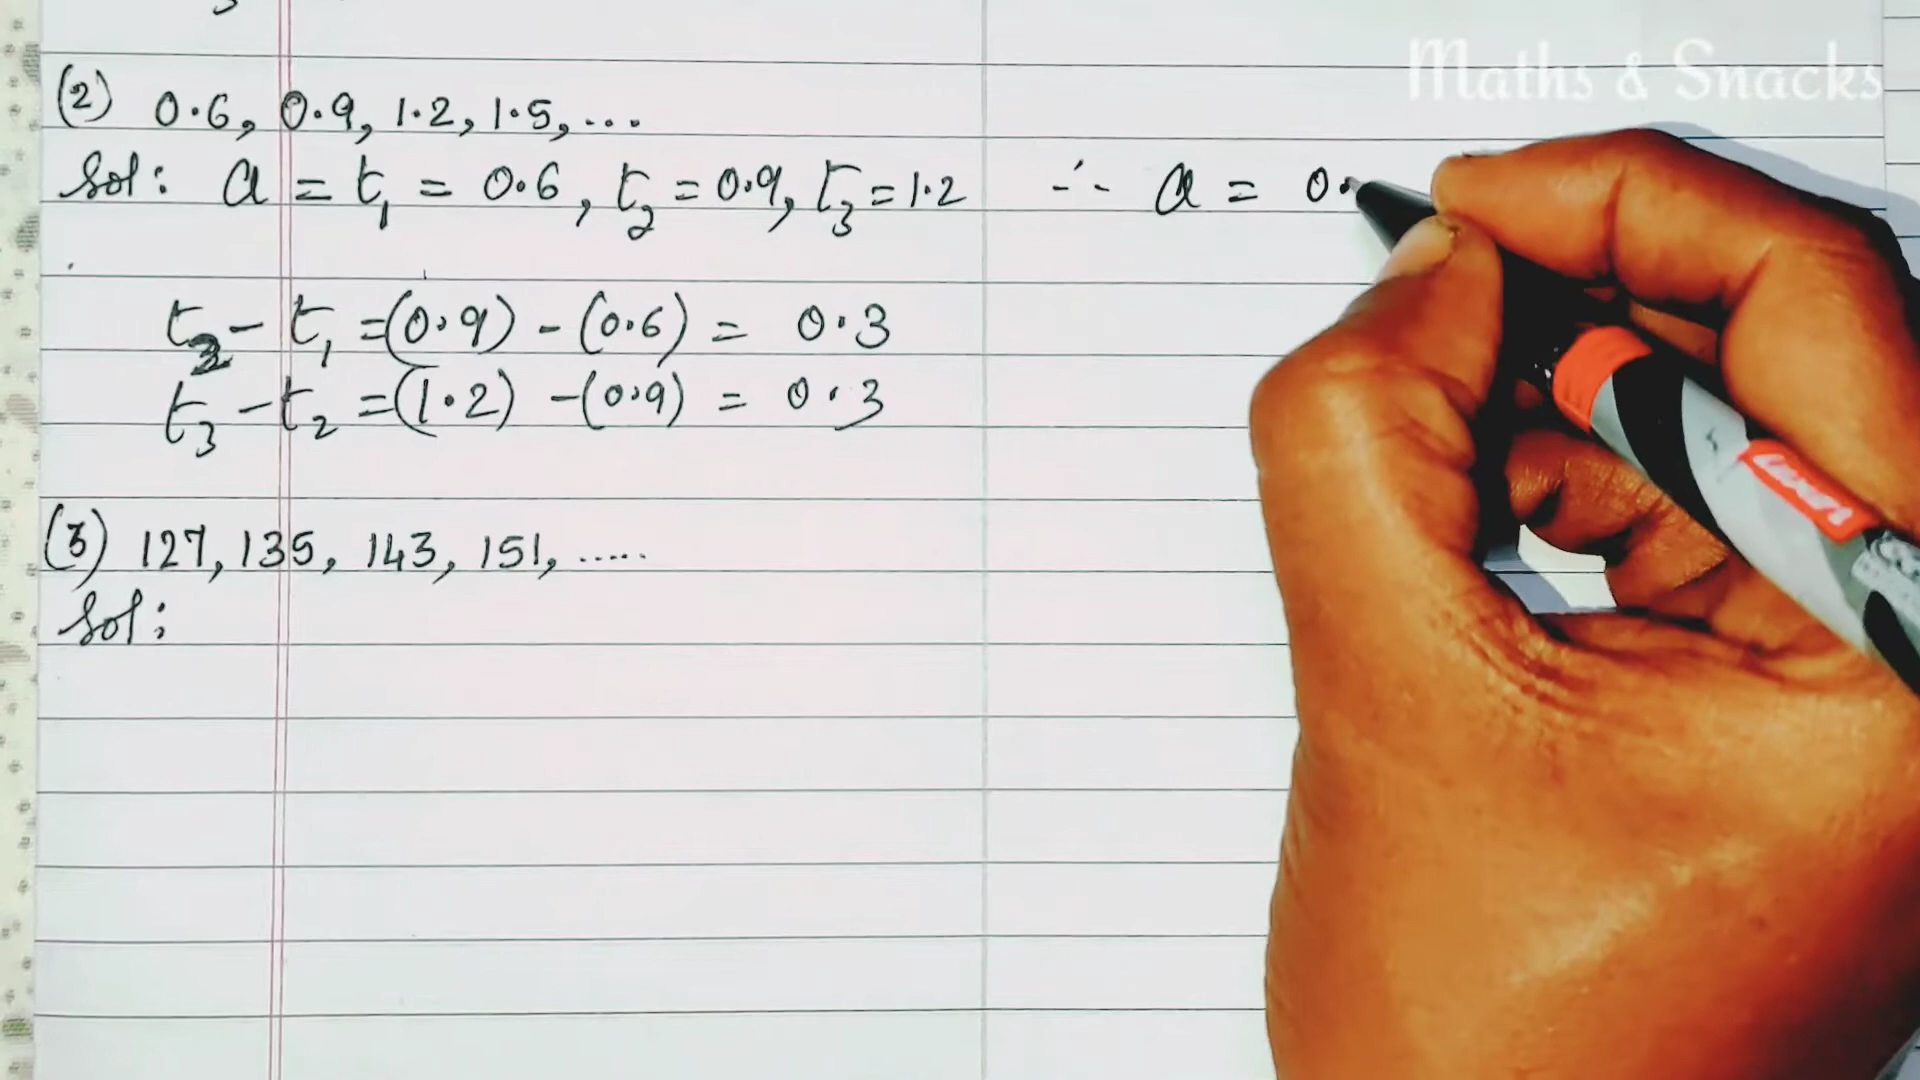 Maths & Snacks
(2) 0.6, 0.9, 1.2, 1.5, ...
Sol: a = t₁ = 0.6, t₂ = 0.9, t₃ = 1.2 ∴ a = 0.
t₂ - t₁ = (0.9) - (0.6) = 0.3
t₃ - t₂ = (1.2) - (0.9) = 0.3
(3) 127, 135, 143, 151, .....
Sol: